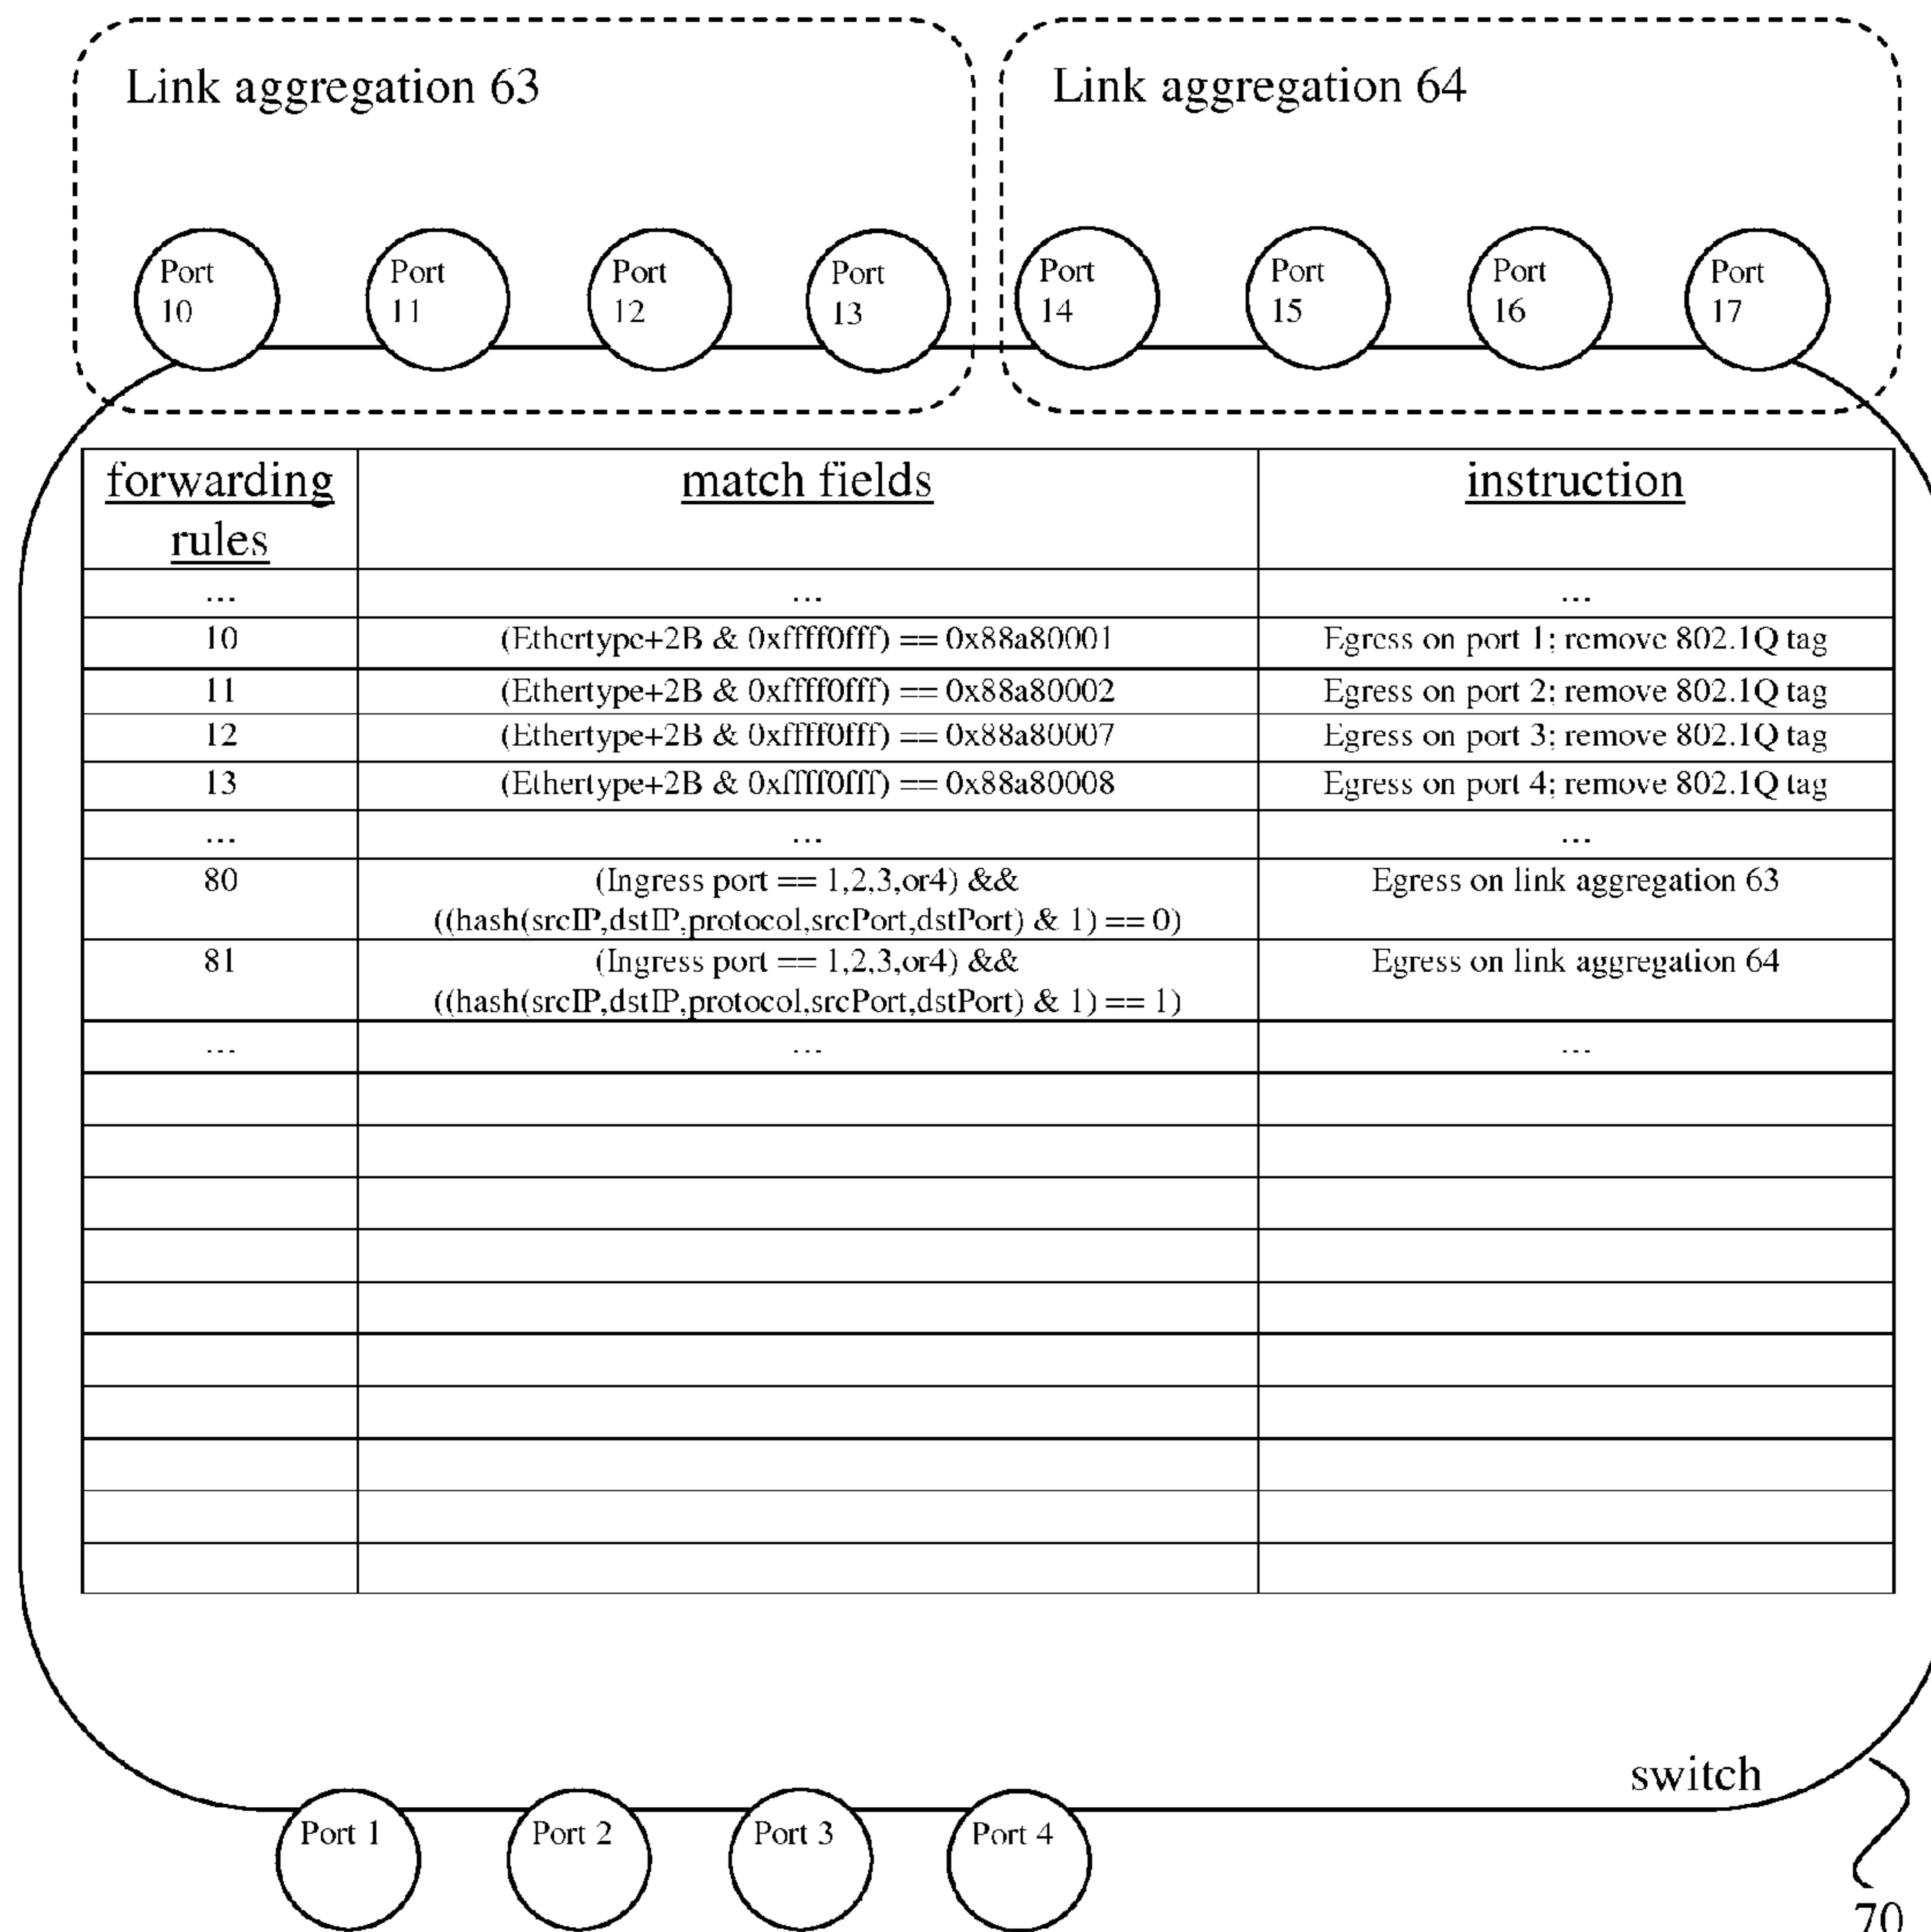 Link aggregation 63
Link aggregation 64
Port
10
Port
11
Port
12
Port
13
Port
14
Port
15
Port
16
Port
17
forwarding
rules
match fields
instruction
... ... ...
10 (Ethertype+2B & 0xffff0fff) == 0x88a80001 Egress on port 1; remove 802.1Q tag
11 (Ethertype+2B & 0xffff0fff) == 0x88a80002 Egress on port 2; remove 802.1Q tag
12 (Ethertype+2B & 0xffff0fff) == 0x88a80007 Egress on port 3; remove 802.1Q tag
13 (Ethertype+2B & 0xffff0fff) == 0x88a80008 Egress on port 4; remove 802.1Q tag
... ... ...
80 (Ingress port == 1,2,3,or4) && Egress on link aggregation 63
((hash(srcIP,dstIP,protocol,srcPort,dstPort) & 1) == 0)
81 (Ingress port == 1,2,3,or4) && Egress on link aggregation 64
((hash(srcIP,dstIP,protocol,srcPort,dstPort) & 1) == 1)
... ... ...
switch
Port 1
Port 2
Port 3
Port 4
70